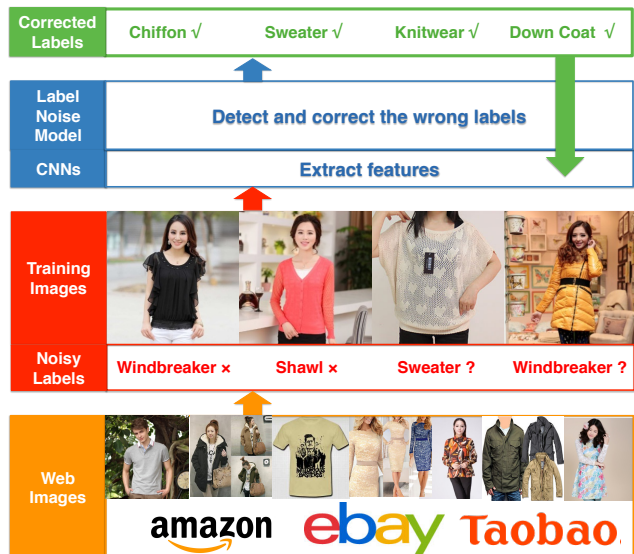 Corrected Labels
Chiffon √ Sweater √ Knitwear √ Down Coat √
Label Noise Model
Detect and correct the wrong labels
CNNs
Extract features
Training Images
Noisy Labels
Windbreaker × Shawl × Sweater ? Windbreaker ?
Web Images
amazon ebay Taobao